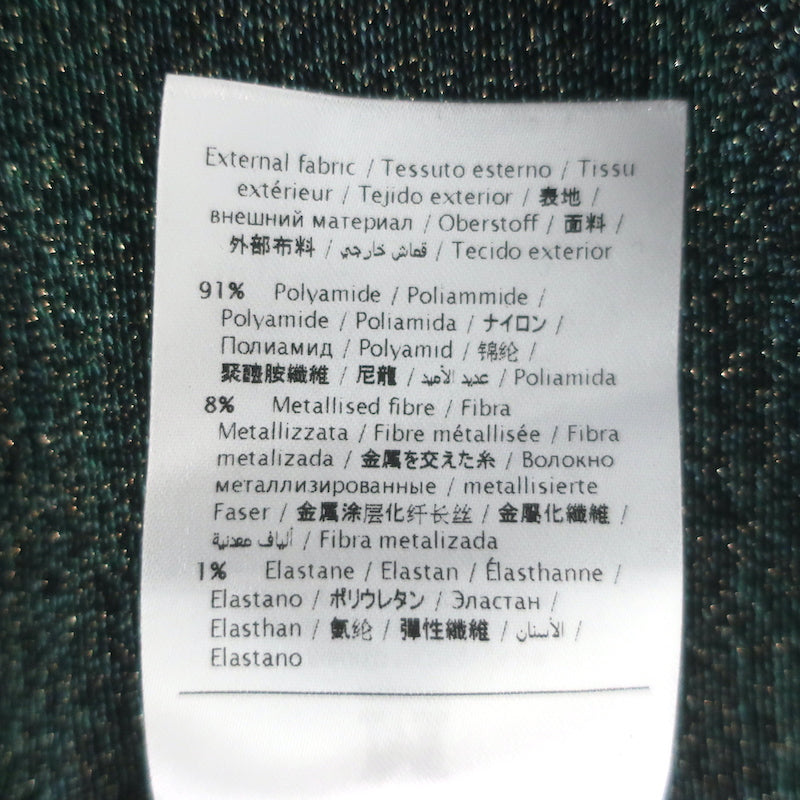 External fabric / Tessuto esterno / Tissu
extérieur / Tejido exterior / 表地 /
внешний материал / Oberstoff / 面料 /
外部布料 / قماش خارجي / Tecido exterior
91% Polyamide / Poliammide /
Polyamide / Poliamida / ナイロン /
Полиамид / Polyamid / 锦纶 /
聚醯胺纖維 / 尼龍 / عديد الأميد / Poliamida
8% Metallised fibre / Fibra
Metallizzata / Fibre métallisée / Fibra
metalizada / 金属を交えた糸 / Волокно
металлизированные / metallisierte
Faser / 金属涂层化纤长丝 / 金屬化纖維 /
ألياف معدنية / Fibra metalizada
1% Elastane / Elastan / Élasthanne /
Elastano / ポリウレタン / Эластан /
Elasthan / 氨纶 / 彈性纖維 / الأستان /
Elastano